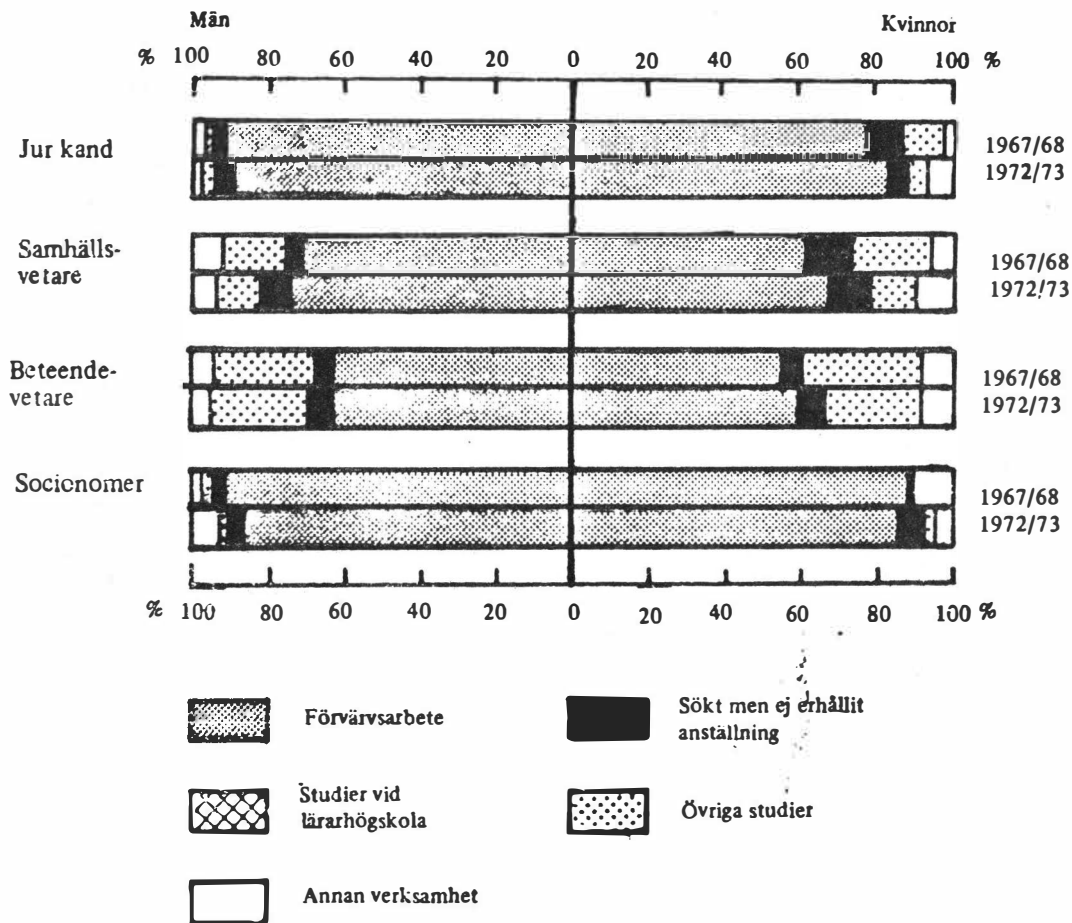 Män Kvinnor
% 100 80 60 40 20 0 20 40 60 80 100 %
Jur kand
1967/68
1972/73
Samhälls-
vetare
1967/68
1972/73
Beteende-
vetare
1967/68
1972/73
Socionomer
1967/68
1972/73
% 100 80 60 40 20 0 20 40 60 80 100 %
Förvärvsarbete
Sökt men ej erhållit
anställning
Studier vid
lärarhögskola
Övriga studier
Annan verksamhet